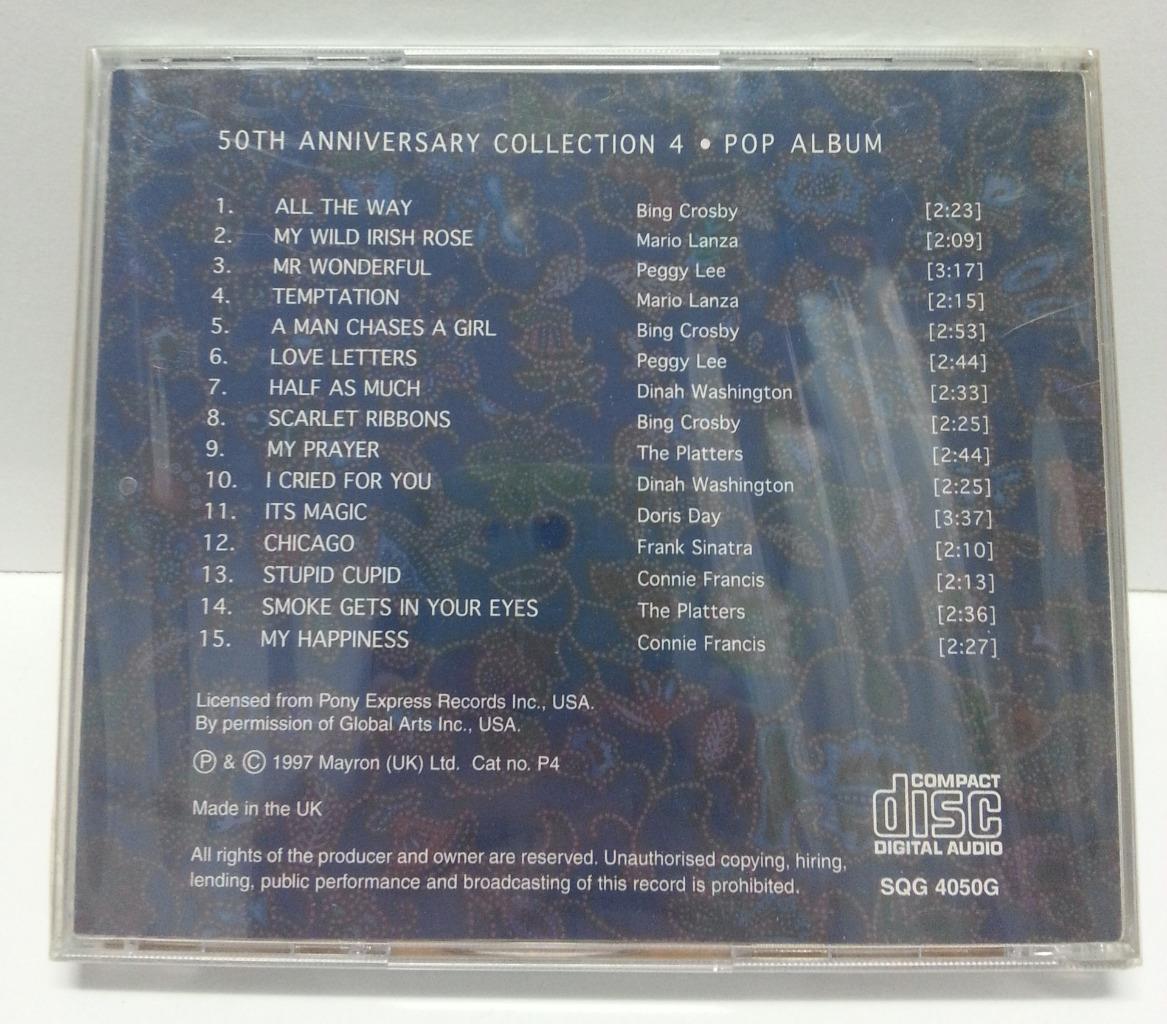 50TH ANNIVERSARY COLLECTION 4 • POP ALBUM
1. ALL THE WAY Bing Crosby [2:23]
2. MY WILD IRISH ROSE Mario Lanza [2:09]
3. MR WONDERFUL Peggy Lee [3:17]
4. TEMPTATION Mario Lanza [2:15]
5. A MAN CHASES A GIRL Bing Crosby [2:53]
6. LOVE LETTERS Peggy Lee [2:44]
7. HALF AS MUCH Dinah Washington [2:33]
8. SCARLET RIBBONS Bing Crosby [2:25]
9. MY PRAYER The Platters [2:44]
10. I CRIED FOR YOU Dinah Washington [2:25]
11. ITS MAGIC Doris Day [3:37]
12. CHICAGO Frank Sinatra [2:10]
13. STUPID CUPID Connie Francis [2:13]
14. SMOKE GETS IN YOUR EYES The Platters [2:36]
15. MY HAPPINESS Connie Francis [2:27]
Licensed from Pony Express Records Inc., USA.
By permission of Global Arts Inc., USA.
℗ & © 1997 Mayron (UK) Ltd. Cat no. P4
Made in the UK
All rights of the producer and owner are reserved. Unauthorised copying, hiring,
lending, public performance and broadcasting of this record is prohibited.
COMPACT
disc
DIGITAL AUDIO
SQG 4050G